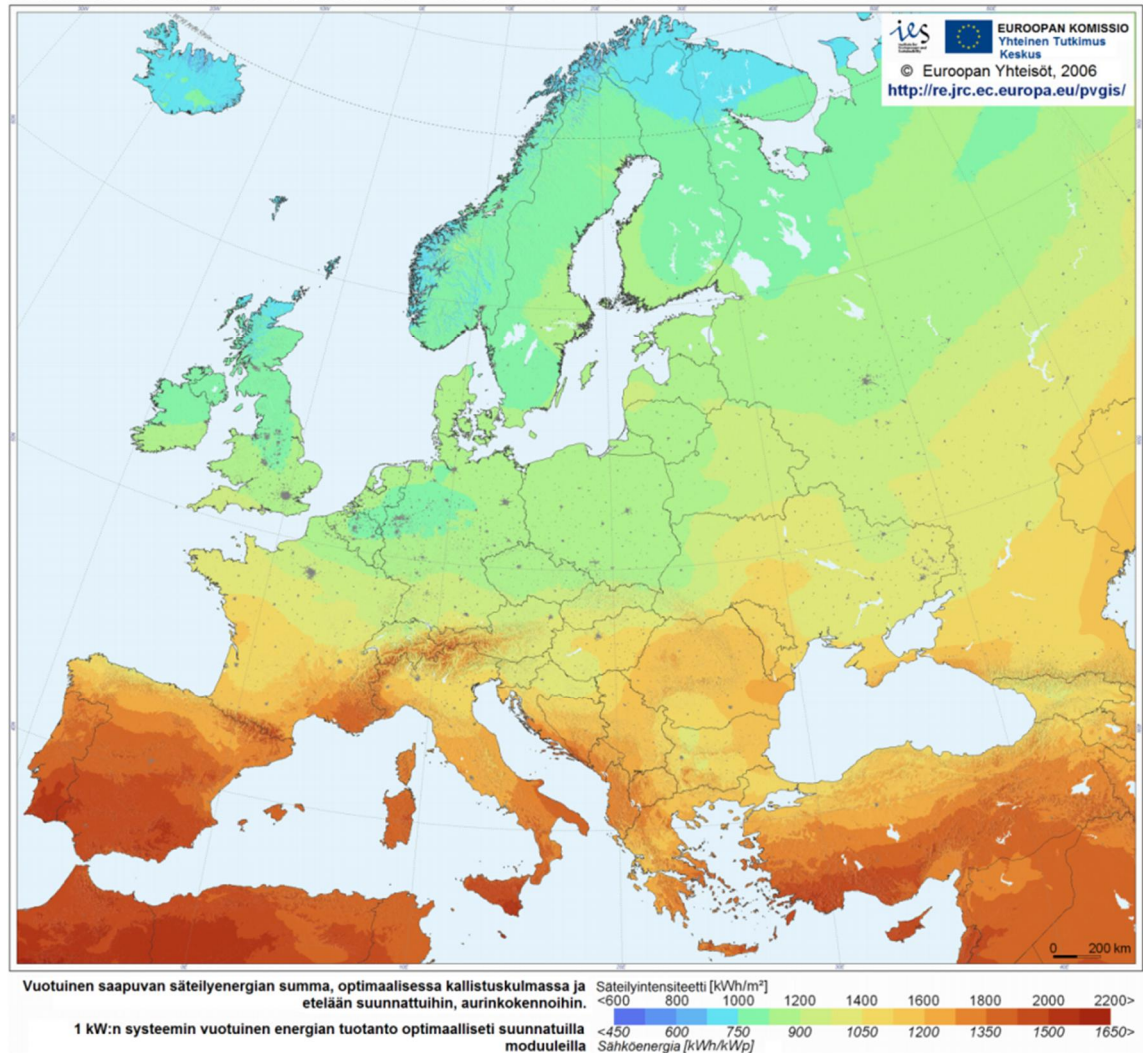 ies
EUROOPAN KOMISSIO
Yhteinen Tutkimus
Keskus
© Euroopan Yhteisöt, 2006
http://re.jrc.ec.europa.eu/pvgis/
0 200 km
Vuotuinen saapuvan säteilyenergian summa, optimaalisessa kallistuskulmassa ja
etelään suunnattuihin, aurinkokennoihin.
1 kW:n systeemin vuotuinen energian tuotanto optimaalliseti suunnatuilla
moduuleilla
Säteilyintensiteetti [kWh/m²]
<600 800 1000 1200 1400 1600 1800 2000 2200>
<450 600 750 900 1050 1200 1350 1500 1650>
Sähköenergia [kWh/kWp]